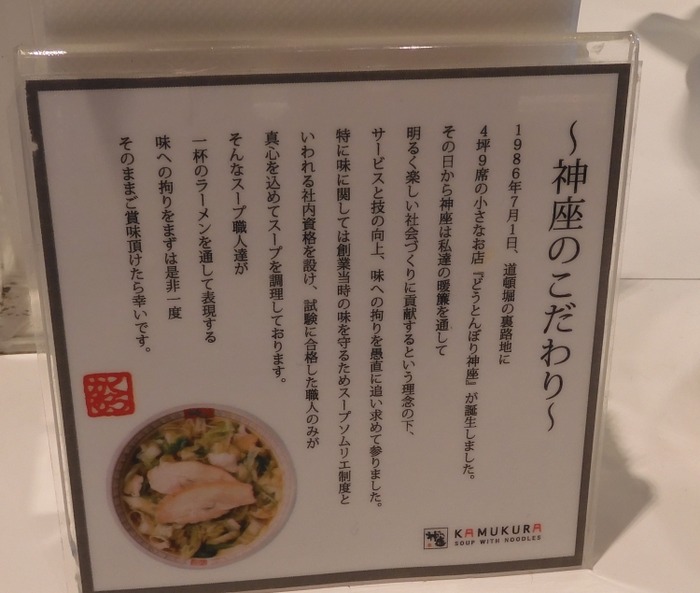 ～神座のこだわり～
1986年7月1日、道頓堀の裏路地に
4坪9席の小さなお店『どうとんぼり神座』が誕生しました。
その日から神座は私達の暖簾を通して
明るく楽しい社会づくりに貢献するという理念の下、
サービスと技の向上、味への拘りを愚直に追い求めて参りました。
特に味に関しては創業当時の味を守るためスープソムリエ制度と
いわれる社内資格を設け、試験に合格した職人のみが
真心を込めてスープを調理しております。
そんなスープ職人達が
一杯のラーメンを通して表現する
味への拘りをまずは是非一度
そのままご賞味頂けたら幸いです。
KAMUKURA
SOUP WITH NOODLES